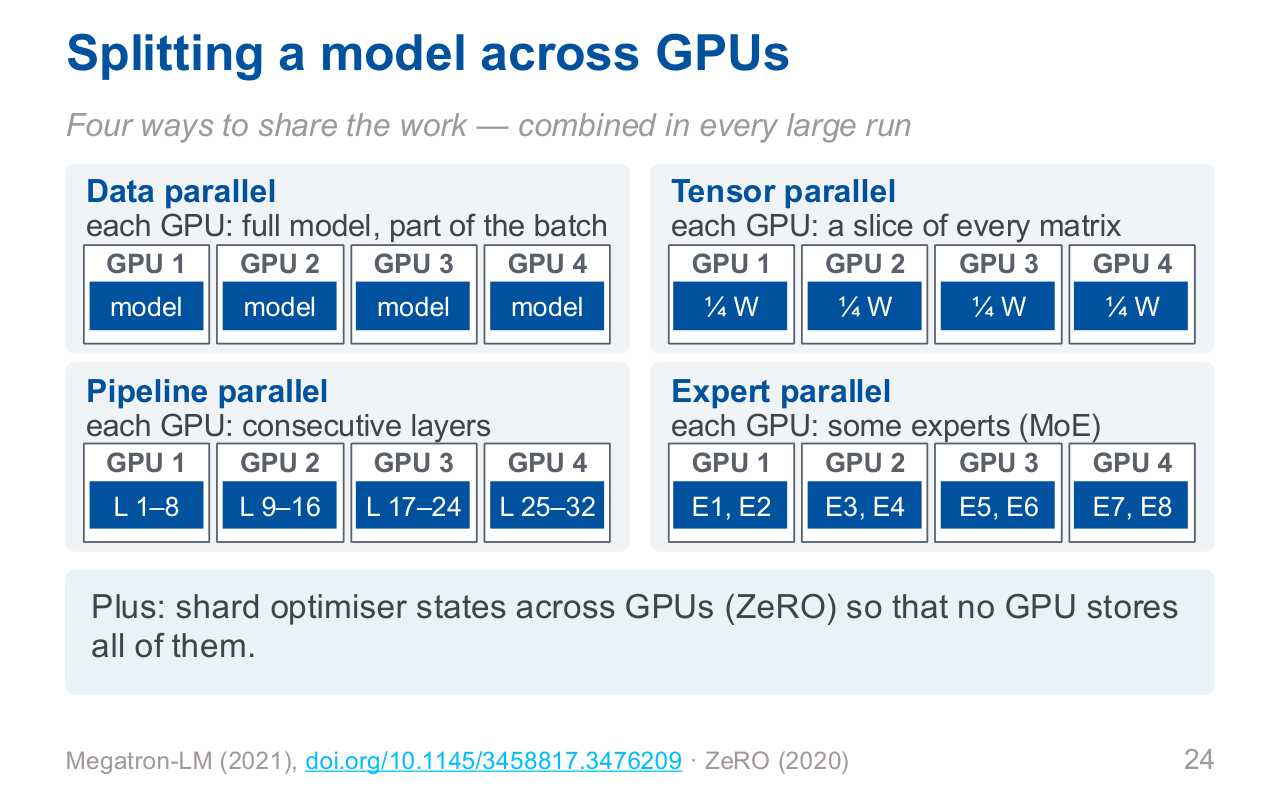 Splitting a model across GPUs
Four ways to share the work — combined in every large run
Data parallel
each GPU: full model, part of the batch
GPU 1 GPU 2 GPU 3 GPU 4
model model model model
Tensor parallel
each GPU: a slice of every matrix
GPU 1 GPU 2 GPU 3 GPU 4
¼ W ¼ W ¼ W ¼ W
Pipeline parallel
each GPU: consecutive layers
GPU 1 GPU 2 GPU 3 GPU 4
L 1–8 L 9–16 L 17–24 L 25–32
Expert parallel
each GPU: some experts (MoE)
GPU 1 GPU 2 GPU 3 GPU 4
E1, E2 E3, E4 E5, E6 E7, E8
Plus: shard optimiser states across GPUs (ZeRO) so that no GPU stores
all of them.
Megatron-LM (2021), doi.org/10.1145/3458817.3476209 · ZeRO (2020)
24